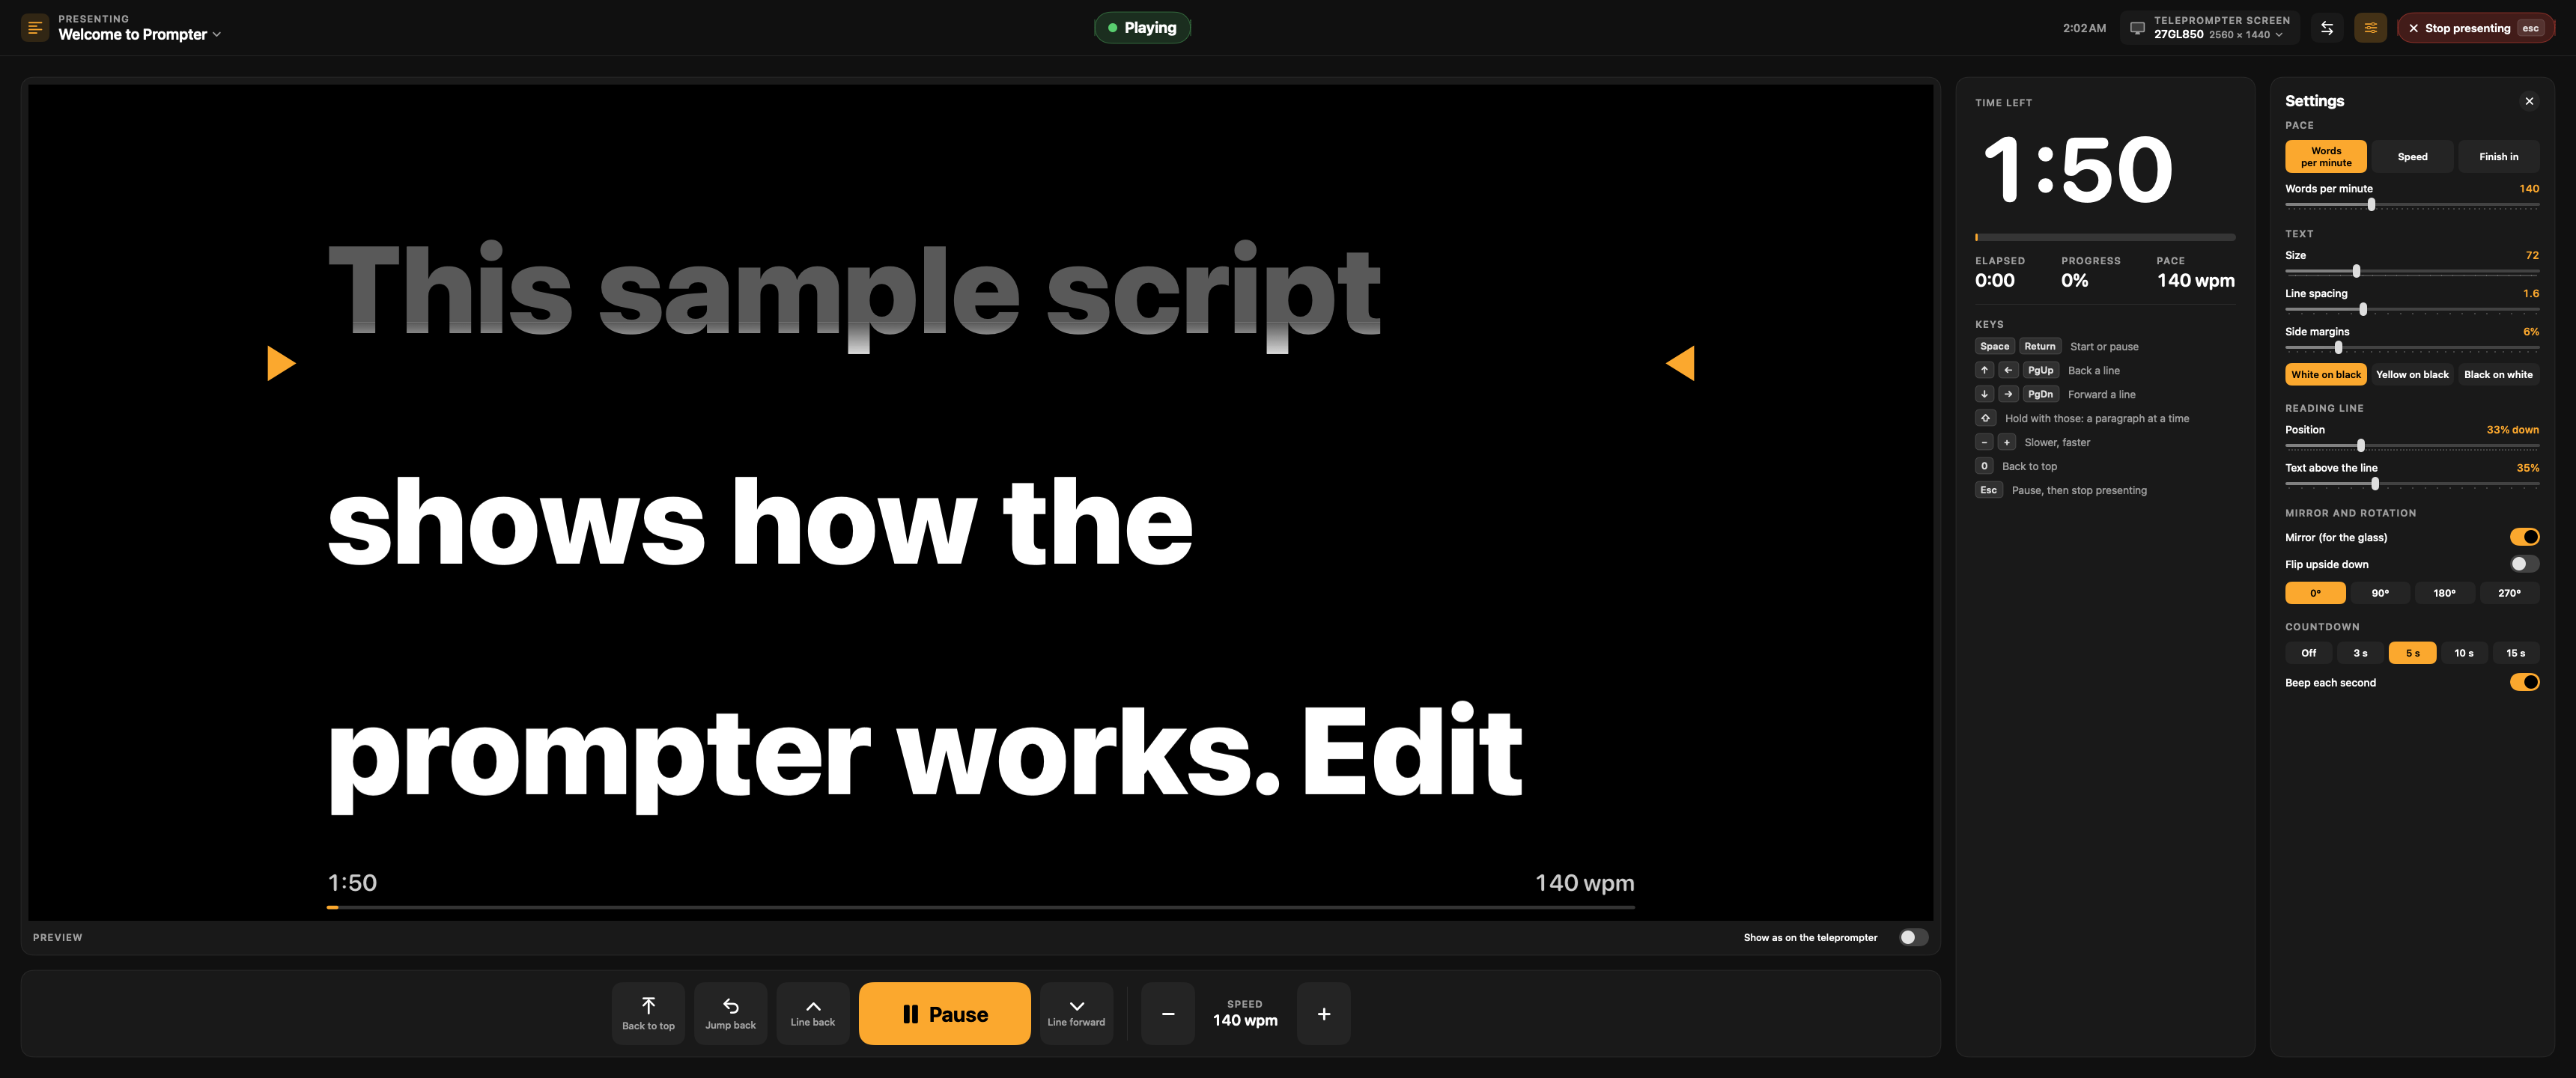 PRESENTING
Welcome to Prompter
Playing
2:02 AM
TELEPROMPTER SCREEN
27GL850 2560 × 1440
Stop presenting esc
This sample script
shows how the
prompter works. Edit
1:50
140 wpm
PREVIEW
Show as on the teleprompter
Back to top
Jump back
Line back
Pause
Line forward
−
SPEED
140 wpm
+
TIME LEFT
1:50
ELAPSED
0:00
PROGRESS
0%
PACE
140 wpm
KEYS
Space Return Start or pause
↑ ← PgUp Back a line
↓ → PgDn Forward a line
⇧ Hold with those: a paragraph at a time
− + Slower, faster
0 Back to top
Esc Pause, then stop presenting
Settings
PACE
Words
per minute
Speed
Finish in
Words per minute 140
TEXT
Size 72
Line spacing 1.6
Side margins 6%
White on black Yellow on black Black on white
READING LINE
Position 33% down
Text above the line 35%
MIRROR AND ROTATION
Mirror (for the glass)
Flip upside down
0° 90° 180° 270°
COUNTDOWN
Off 3 s 5 s 10 s 15 s
Beep each second